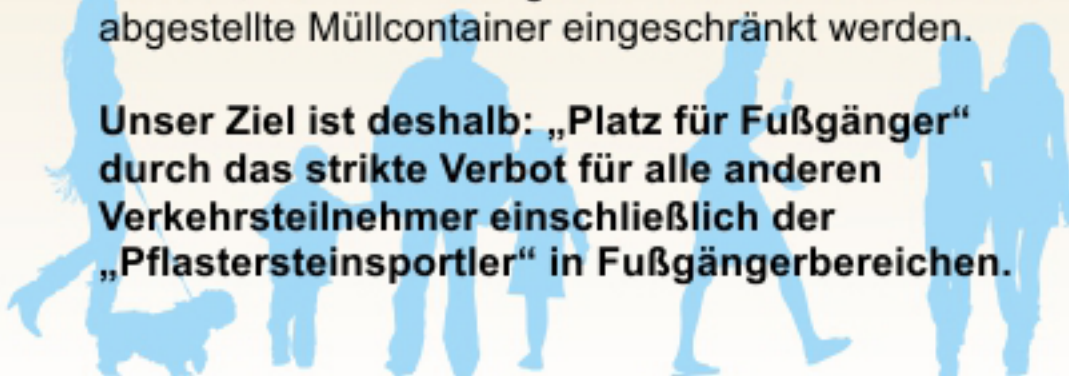 abgestellte Müllcontainer eingeschränkt werden.
Unser Ziel ist deshalb: „Platz für Fußgänger“
durch das strikte Verbot für alle anderen
Verkehrsteilnehmer einschließlich der
„Pflastersteinsportler“ in Fußgängerbereichen.